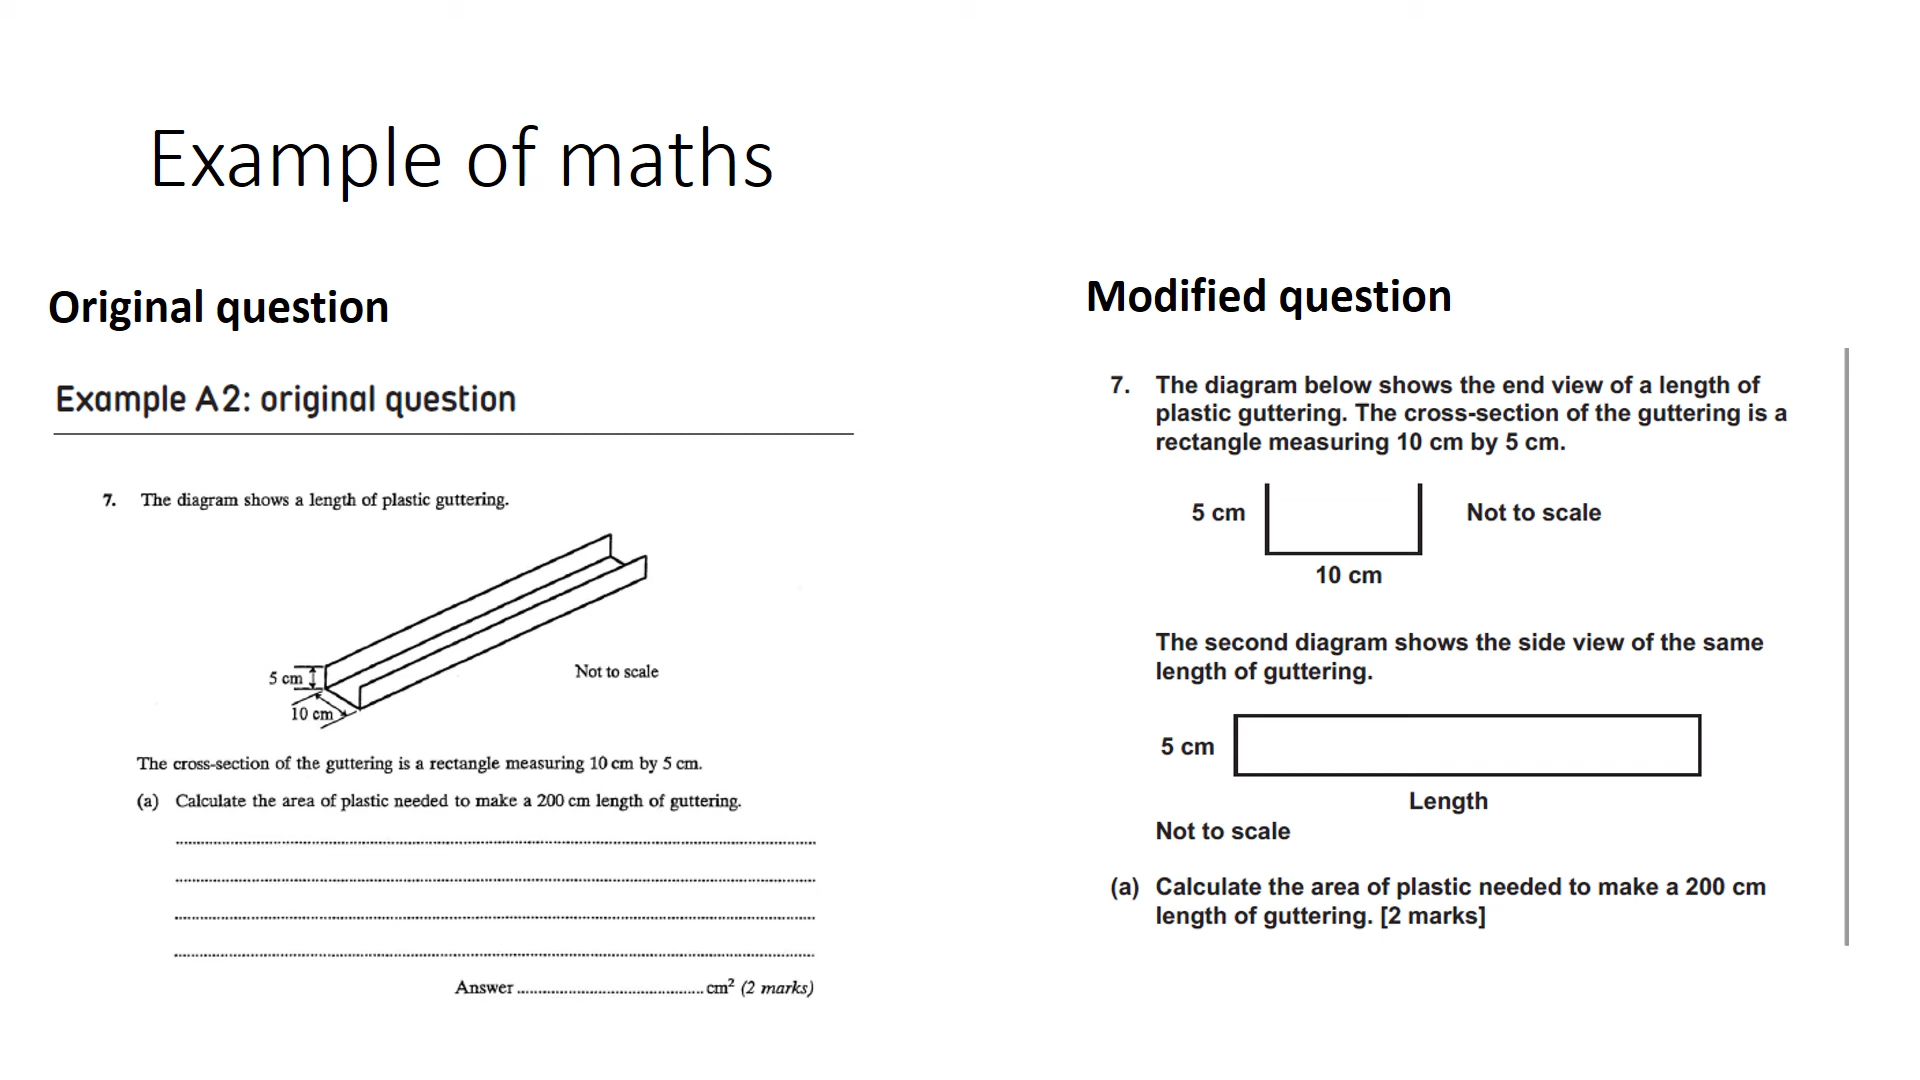 Example of maths
Original question
Example A2: original question
7. The diagram shows a length of plastic guttering.
5 cm
10 cm
Not to scale
The cross-section of the guttering is a rectangle measuring 10 cm by 5 cm.
(a) Calculate the area of plastic needed to make a 200 cm length of guttering.
Answer ............................................ cm² (2 marks)
Modified question
7. The diagram below shows the end view of a length of
plastic guttering. The cross-section of the guttering is a
rectangle measuring 10 cm by 5 cm.
5 cm
Not to scale
10 cm
The second diagram shows the side view of the same
length of guttering.
5 cm
Length
Not to scale
(a) Calculate the area of plastic needed to make a 200 cm
length of guttering. [2 marks]